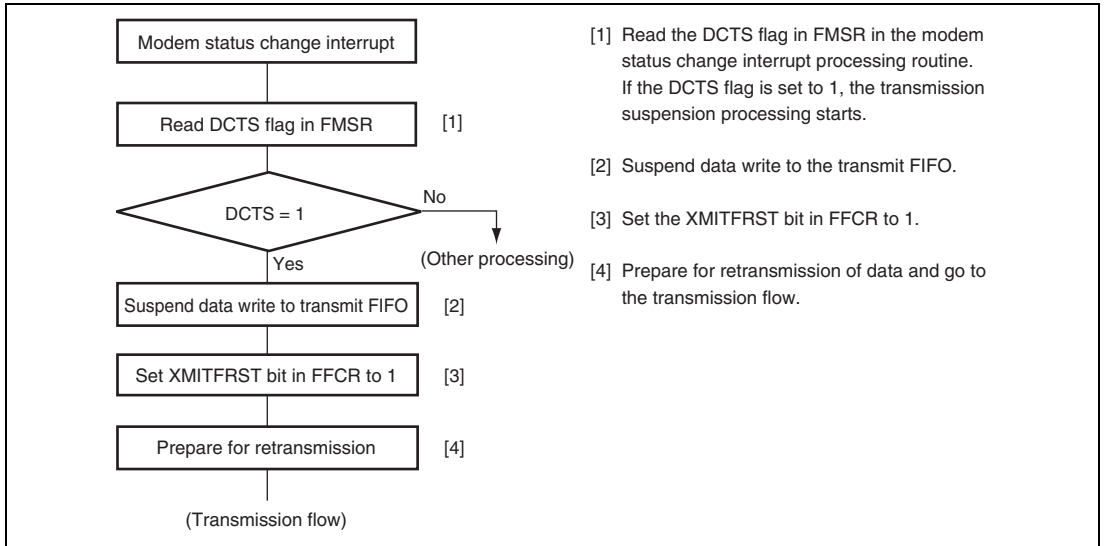 Modem status change interrupt
Read DCTS flag in FMSR
[1]
DCTS = 1
No
(Other processing)
Yes
Suspend data write to transmit FIFO
[2]
Set XMITFRST bit in FFCR to 1
[3]
Prepare for retransmission
[4]
(Transmission flow)
[1] Read the DCTS flag in FMSR in the modem
status change interrupt processing routine.
If the DCTS flag is set to 1, the transmission
suspension processing starts.
[2] Suspend data write to the transmit FIFO.
[3] Set the XMITFRST bit in FFCR to 1.
[4] Prepare for retransmission of data and go to
the transmission flow.